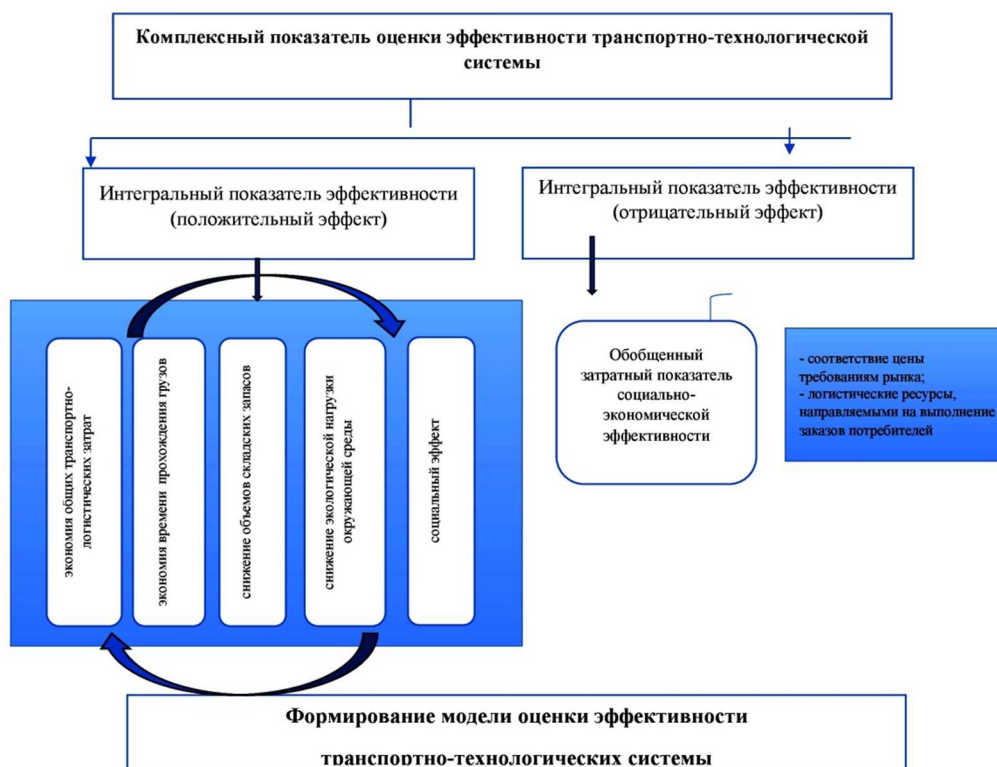 Комплексный показатель оценки эффективности транспортно-технологической
системы
Интегральный показатель эффективности
(положительный эффект)
Интегральный показатель эффективности
(отрицательный эффект)
экономия общих транспортно-
логистических затрат
экономия времени прохождения грузов
снижение объемов складских запасов
снижение экологической нагрузки
окружающей среды
социальный эффект
Обобщенный
затратный показатель
социально-
экономической
эффективности
- соответствие цены
требованиям рынка;
- логистические ресурсы,
направляемыми на выполнение
заказов потребителей
Формирование модели оценки эффективности
транспортно-технологических системы